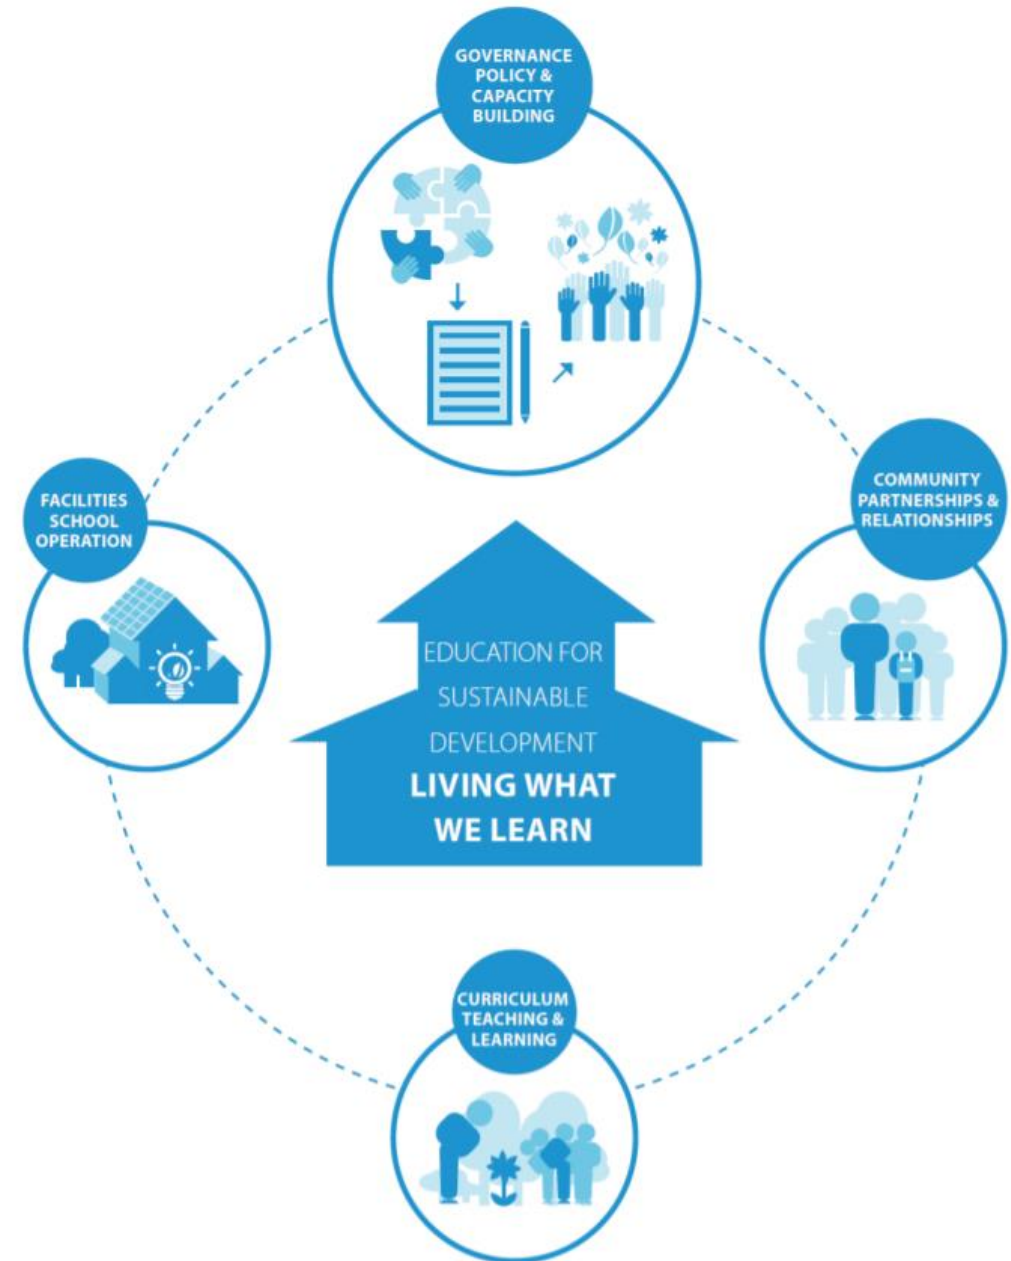 GOVERNANCE
POLICY &
CAPACITY
BUILDING
FACILITIES
SCHOOL
OPERATION
COMMUNITY
PARTNERSHIPS &
RELATIONSHIPS
EDUCATION FOR
SUSTAINABLE
DEVELOPMENT
LIVING WHAT
WE LEARN
CURRICULUM
TEACHING &
LEARNING